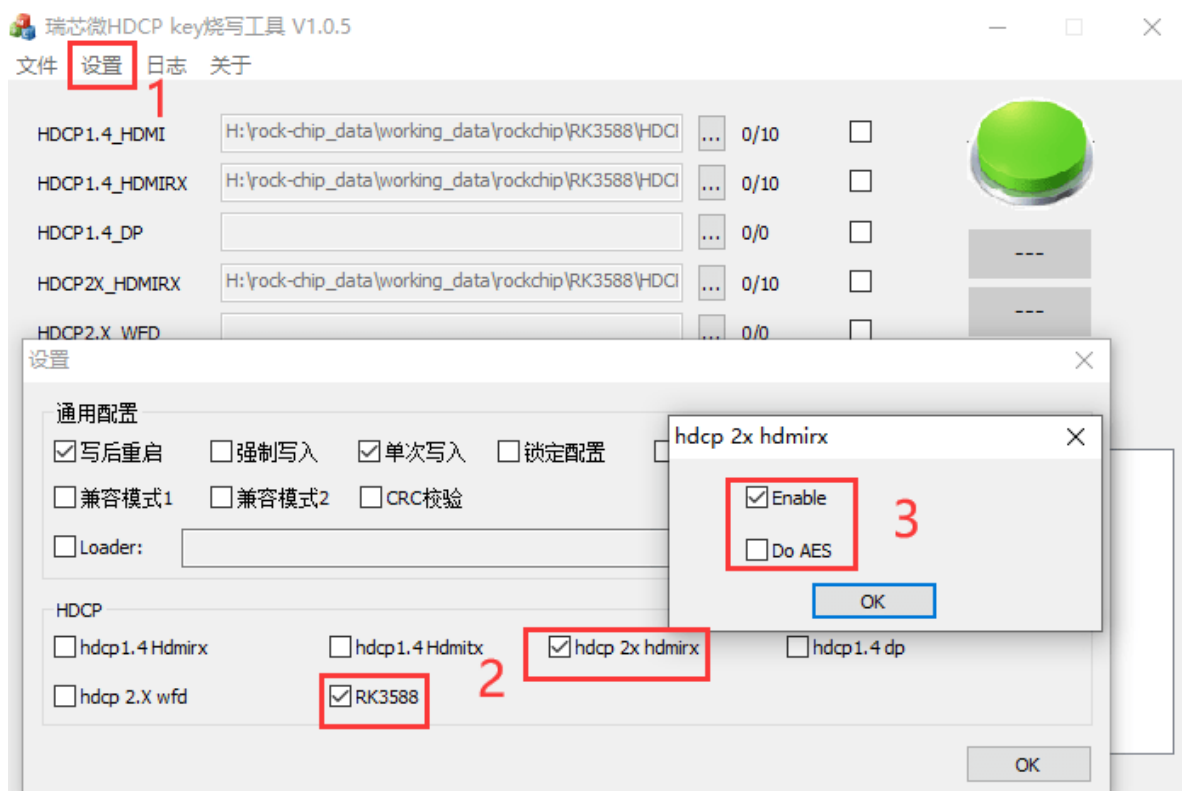 瑞芯微HDCP key烧写工具 V1.0.5
文件 设置 日志 关于
1
HDCP1.4_HDMI H:\rock-chip_data\working_data\rockchip\RK3588\HDCI ... 0/10
HDCP1.4_HDMIRX H:\rock-chip_data\working_data\rockchip\RK3588\HDCI ... 0/10
HDCP1.4_DP ... 0/0
---
HDCP2X_HDMIRX H:\rock-chip_data\working_data\rockchip\RK3588\HDCI ... 0/10
---
HDCP2.X_WFD ... 0/0
设置
通用配置
写后重启 强制写入 单次写入 锁定配置
兼容模式1 兼容模式2 CRC校验
Loader:
hdcp 2x hdmirx
Enable
3
Do AES
OK
HDCP
hdcp1.4 Hdmirx hdcp1.4 Hdmitx hdcp 2x hdmirx hdcp1.4 dp
2
hdcp 2.X wfd RK3588
OK